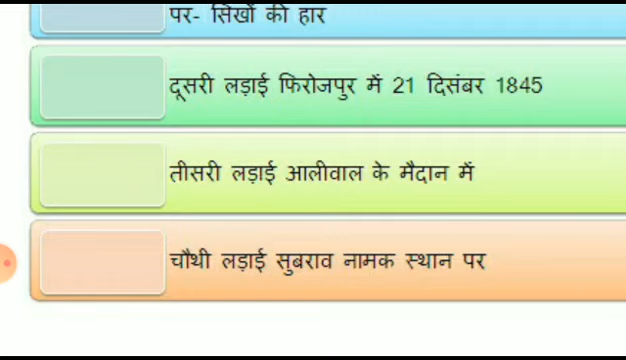 पर- सिखों की हार
दूसरी लड़ाई फिरोजपुर में 21 दिसंबर 1845
तीसरी लड़ाई आलीवाल के मैदान में
चौथी लड़ाई सुबराव नामक स्थान पर